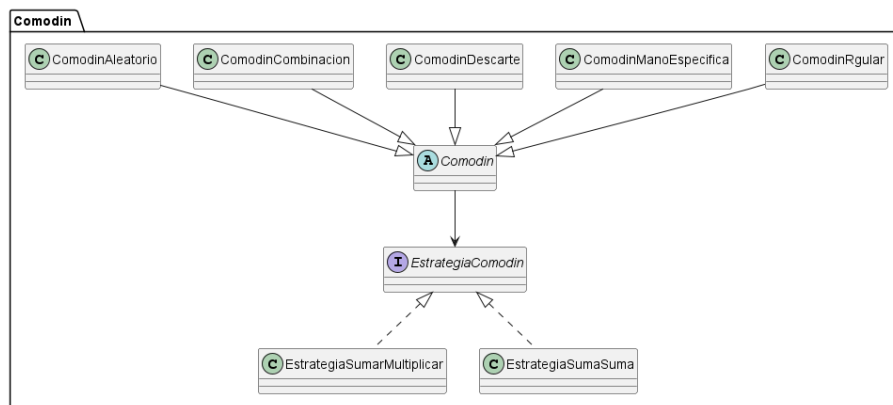 Comodin
C ComodinAleatorio
C ComodinCombinacion
C ComodinDescarte
C ComodinManoEspecifica
C ComodinRgular
A Comodin
I EstrategiaComodin
C EstrategiaSumarMultiplicar
C EstrategiaSumaSuma